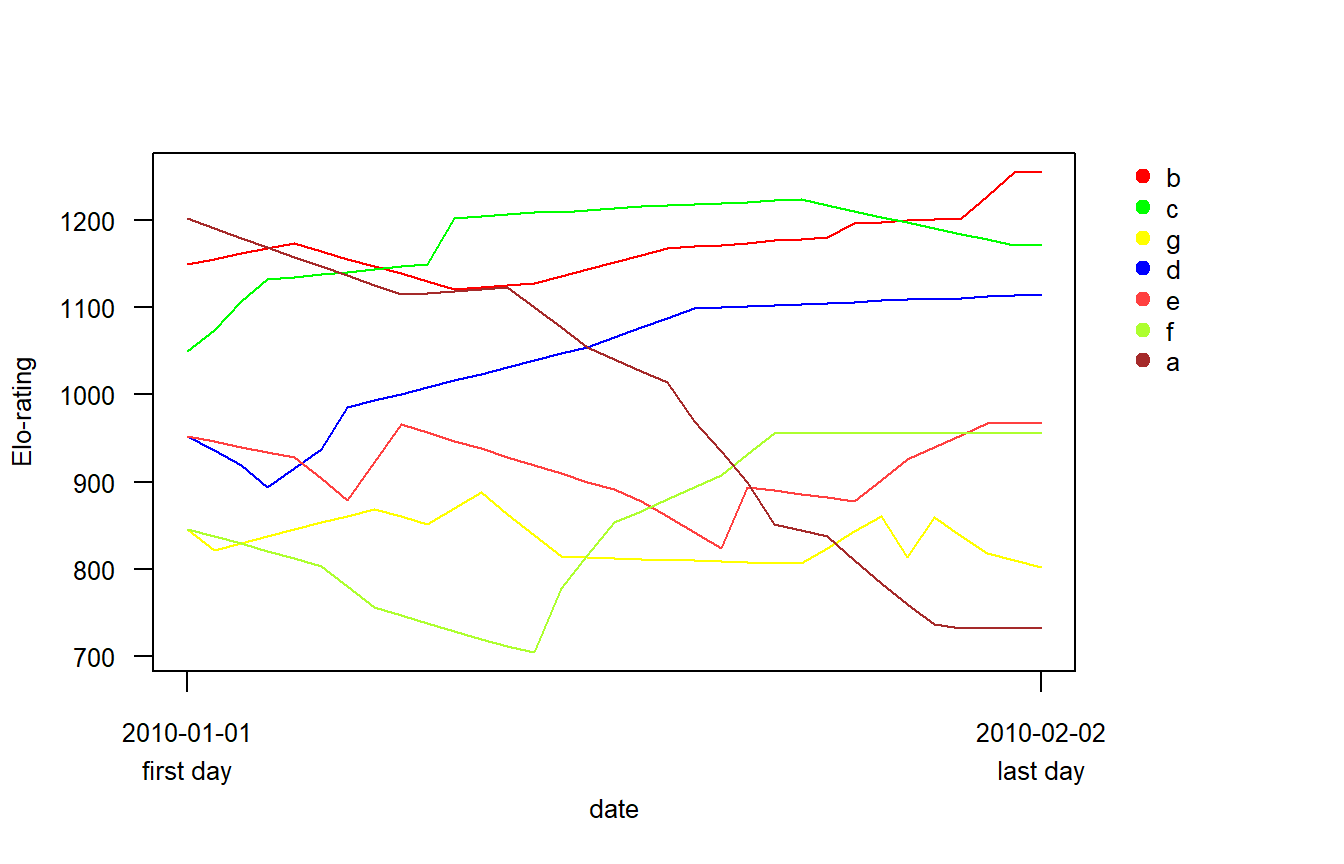 1200
1100
1000
900
800
700
Elo-rating
2010-01-01
first day
2010-02-02
last day
date
b
c
g
d
e
f
a